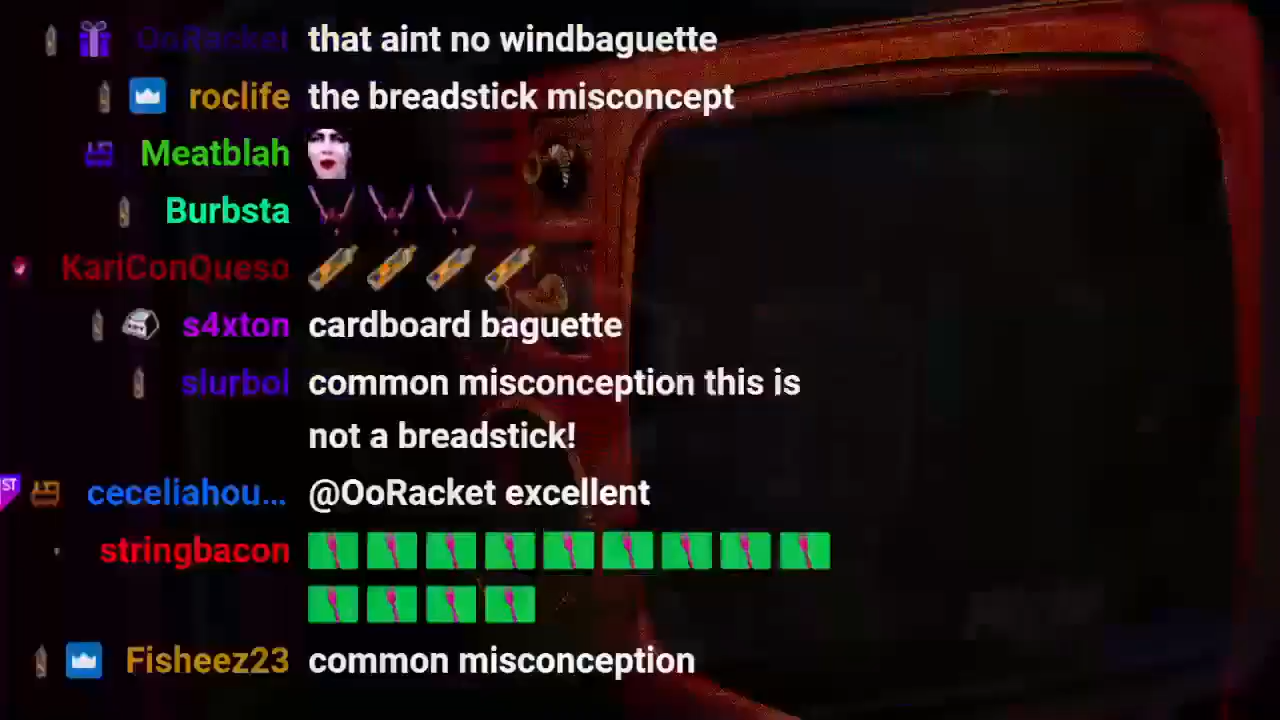 OoRacket that aint no windbaguette
roclife the breadstick misconcept
Meatblah
Burbsta
KariConQueso
s4xton cardboard baguette
slurbol common misconception this is
not a breadstick!
ST ceceliahou... @OoRacket excellent
stringbacon
Fisheez23 common misconception